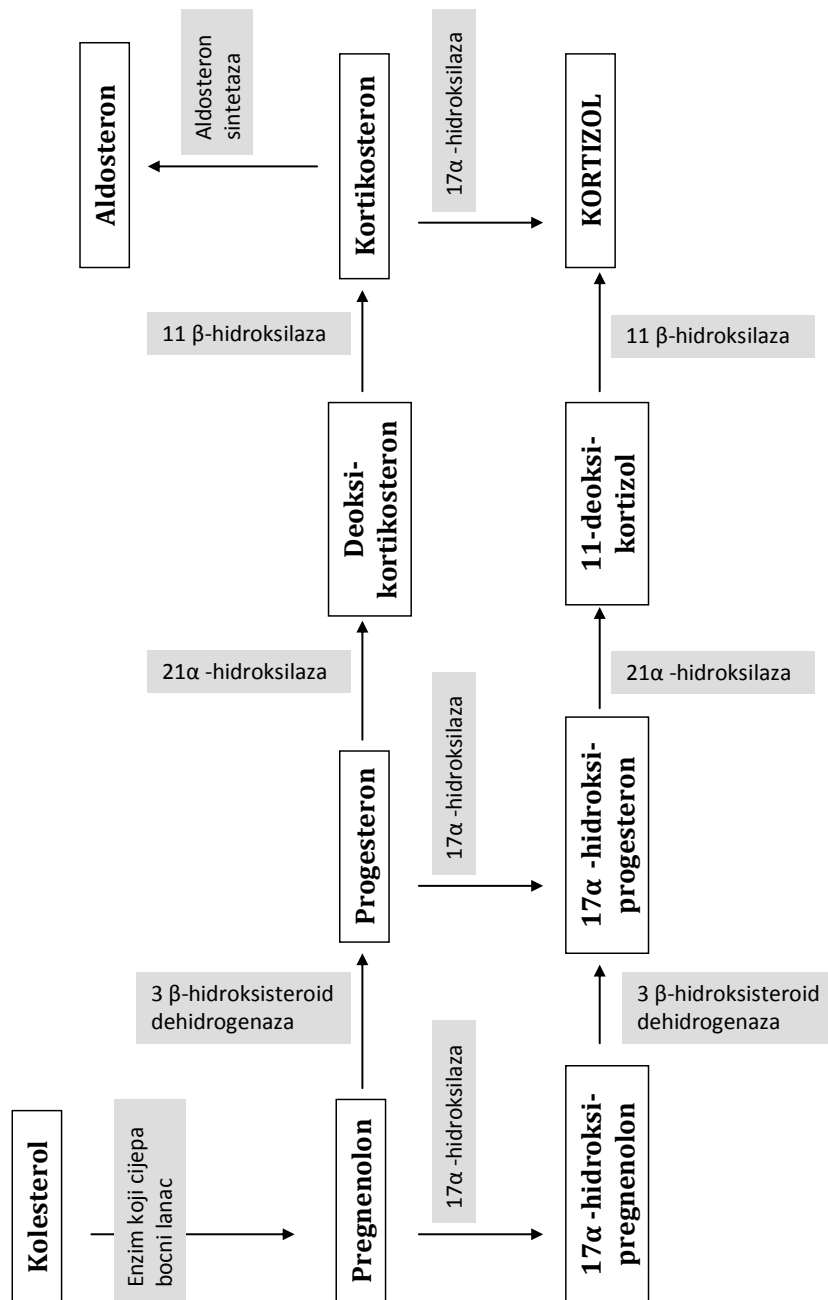 Aldosteron
Aldosteron
sintetaza
Kortikosteron
17α -hidroksilaza
KORTIZOL
11 β-hidroksilaza
11 β-hidroksilaza
Deoksi-
kortikosteron
11-deoksi-
kortizol
21α -hidroksilaza
21α -hidroksilaza
Progesteron
17α -hidroksilaza
17α -hidroksi-
progesteron
3 β-hidroksisteroid
dehidrogenaza
3 β-hidroksisteroid
dehidrogenaza
Kolesterol
Enzim koji cijepa
bocni lanac
Pregnenolon
17α -hidroksilaza
17α -hidroksi-
pregnenolon